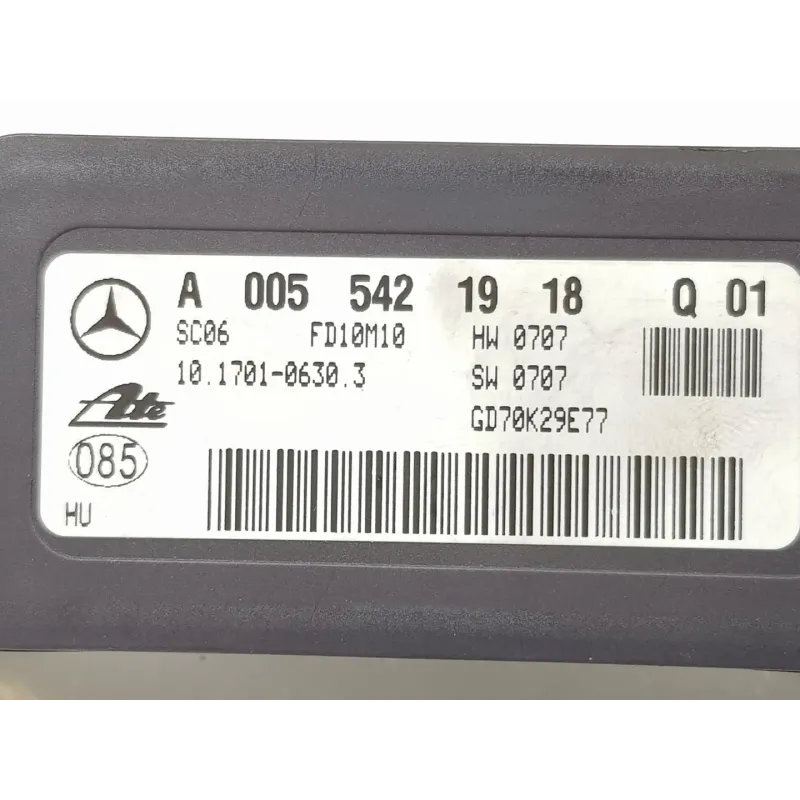 A 005 542 19 18 Q 01
SC06 FD10M10 HW 0707
10.1701-0630.3 SW 0707
Ate GD70K29E77
085
HU